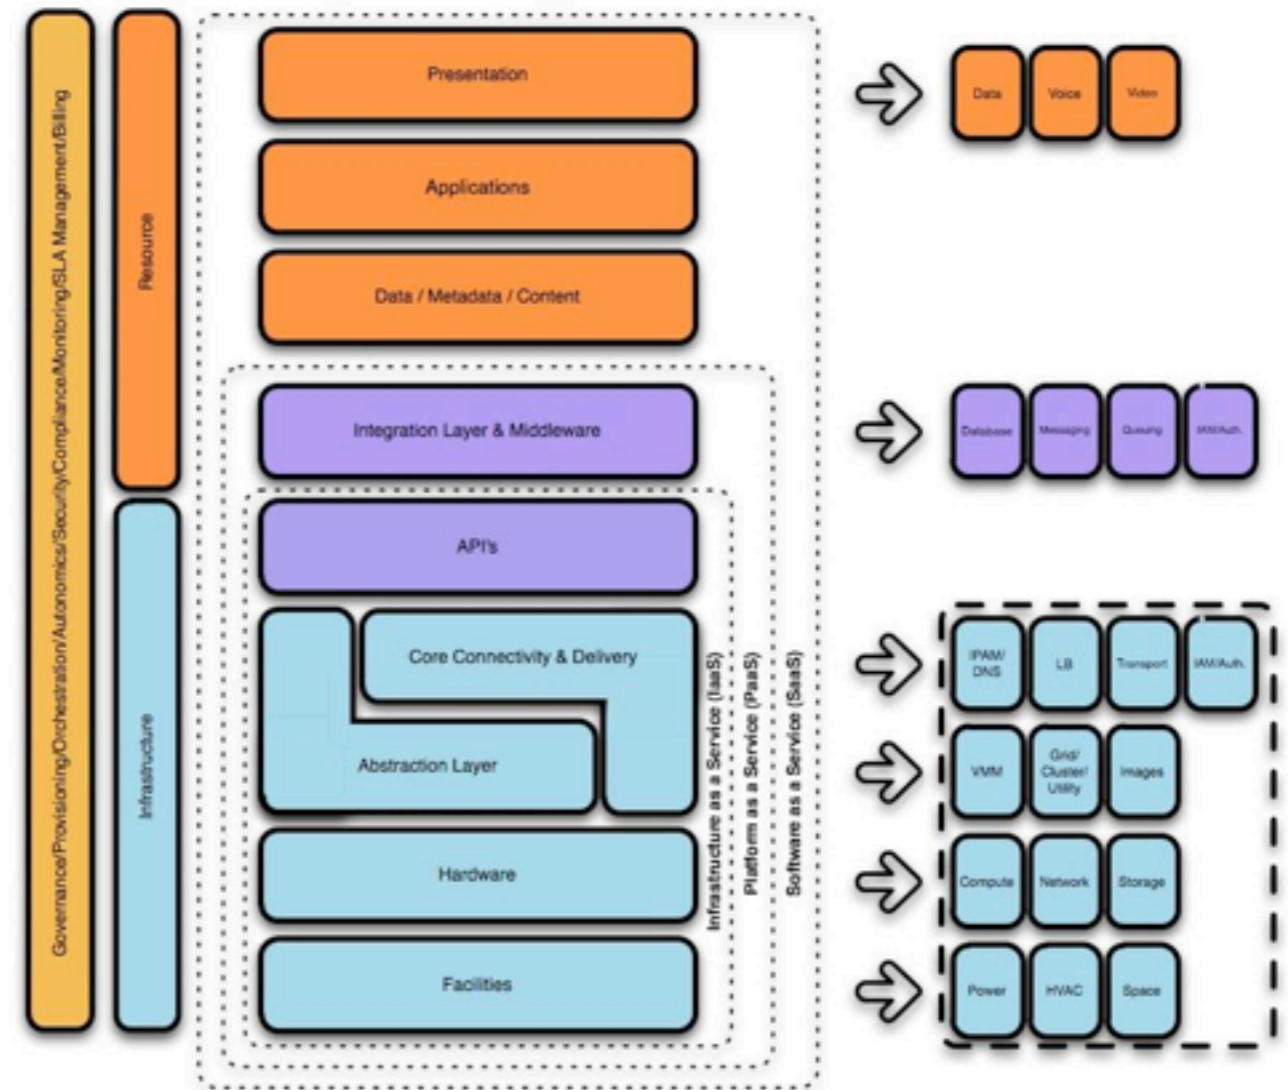 Governance/Provisioning/Orchestration/Autonomics/Security/Compliance/Monitoring/SLA Management/Billing
Resource
Infrastructure
Presentation
Applications
Data / Metadata / Content
Integration Layer & Middleware
API's
Core Connectivity & Delivery
Abstraction Layer
Hardware
Facilities
Infrastructure as a Service (IaaS)
Platform as a Service (PaaS)
Software as a Service (SaaS)
Data
Voice
Video
Database
Messaging
Queuing
IAM/Auth.
IPAM/
DNS
LB
Transport
IAM/Auth.
VMM
Grid/
Cluster/
Utility
Images
Compute
Network
Storage
Power
HVAC
Space